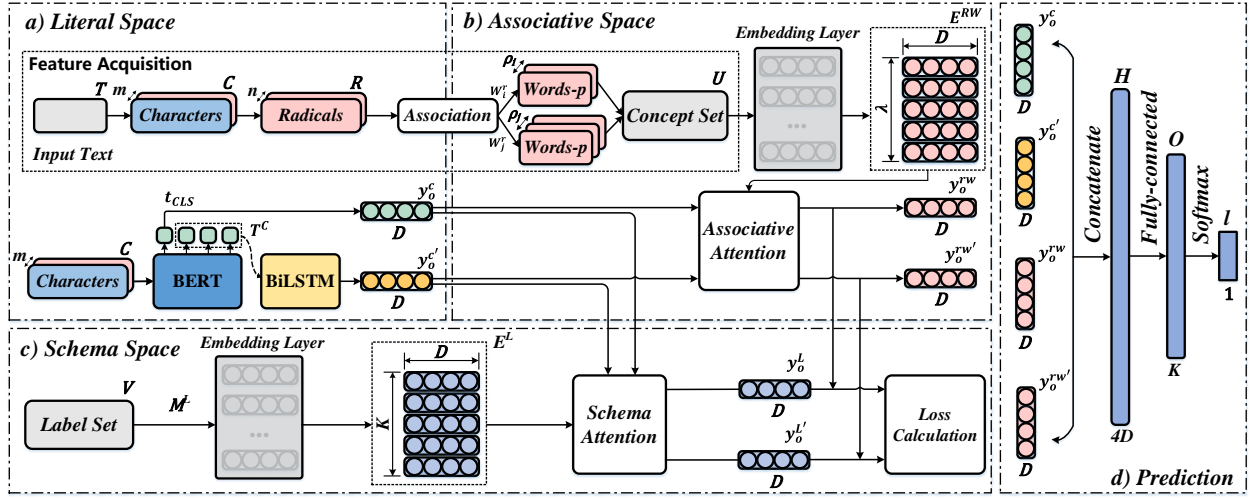 a) Literal Space
Feature Acquisition
T
m
C
n
R
Characters
Radicals
Input Text
t_CLS
T^C
m
C
Characters
BERT
BiLSTM
y_o^c
D
y_o^{c'}
D
b) Associative Space
Association
W_i^r
W_j^r
ρ_1
Words-p
ρ_1
Words-p
U
Concept Set
Embedding Layer
...
E^{RW}
D
λ
Associative
Attention
y_o^{rw}
D
y_o^{rw'}
D
c) Schema Space
V
Label Set
M^L
Embedding Layer
...
E^L
D
K
Schema
Attention
y_o^L
D
y_o^{L'}
D
Loss
Calculation
y_o^c
D
y_o^{c'}
D
y_o^{rw}
D
y_o^{rw'}
D
Concatenate
H
4D
Fully-connected
O
K
Softmax
l
1
d) Prediction